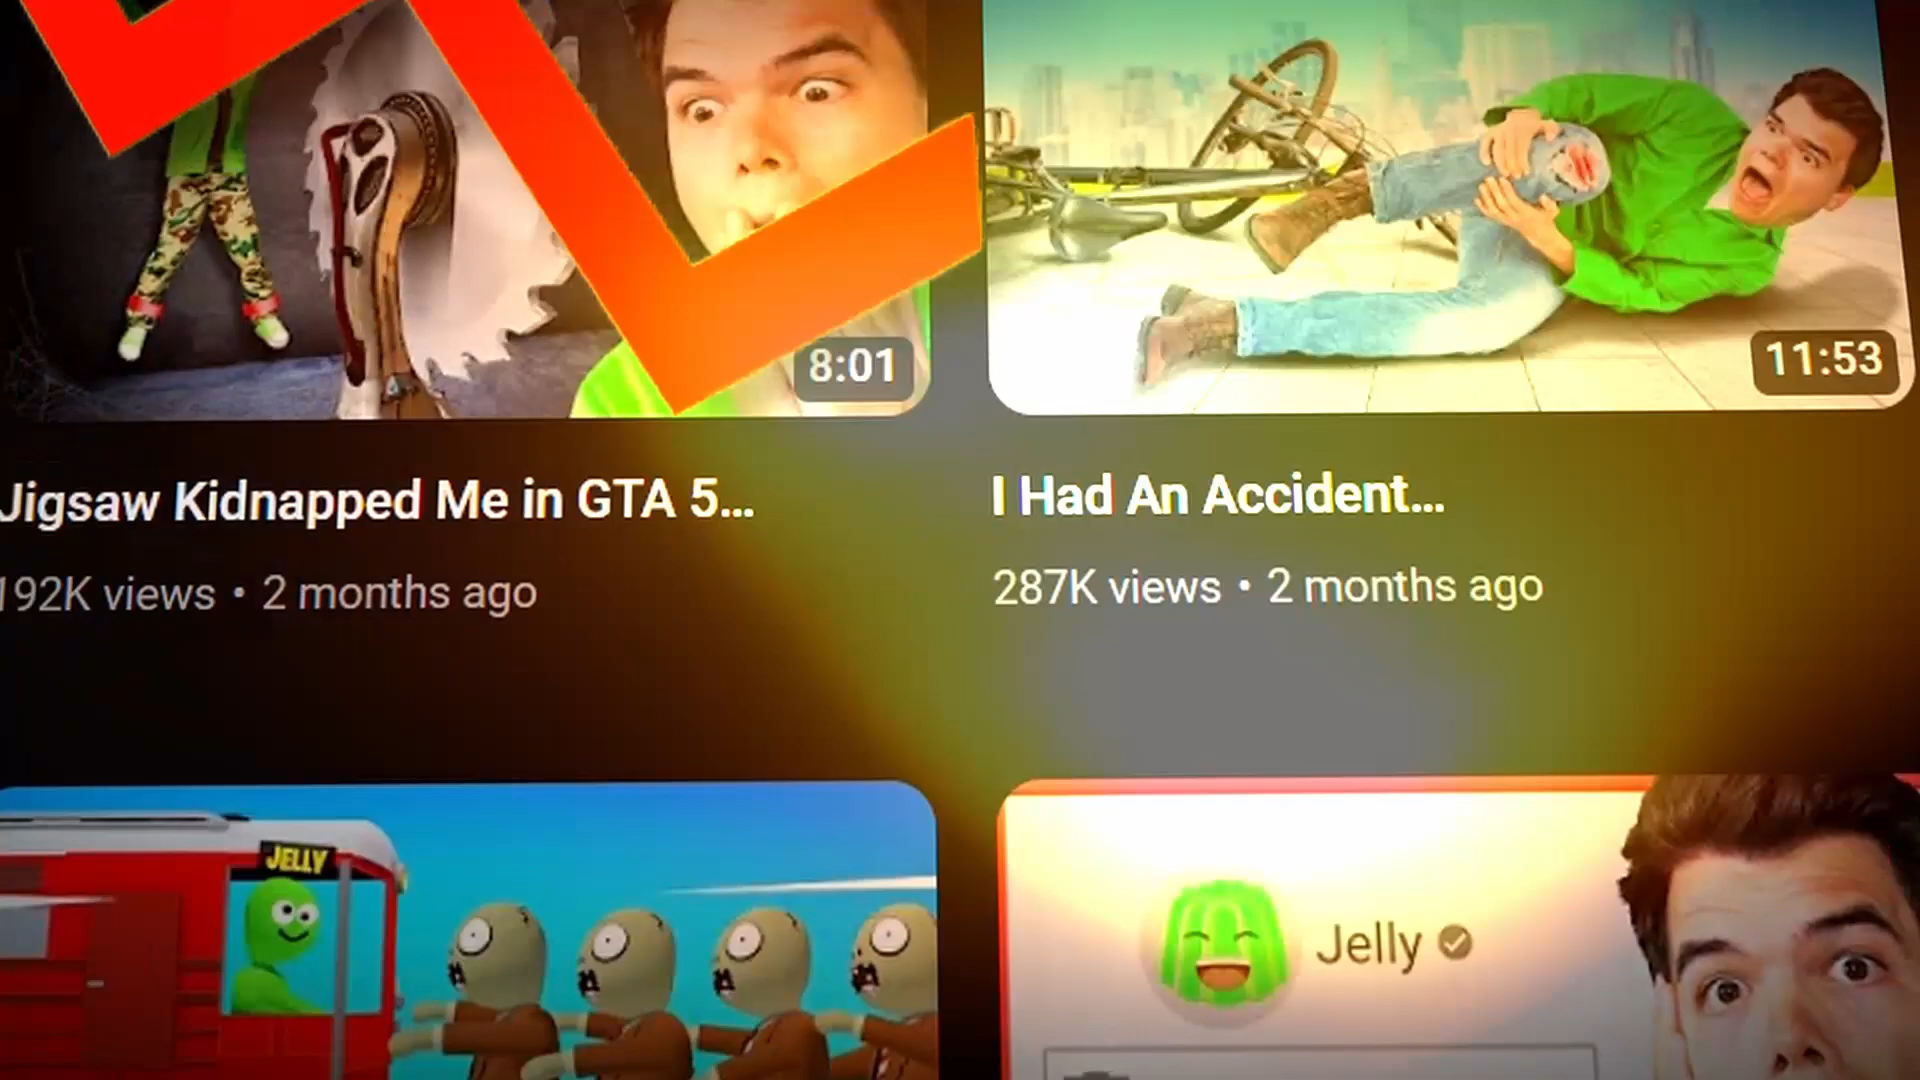 8:01
11:53
Jigsaw Kidnapped Me in GTA 5...
I Had An Accident...
192K views • 2 months ago
287K views • 2 months ago
JELLY
Jelly